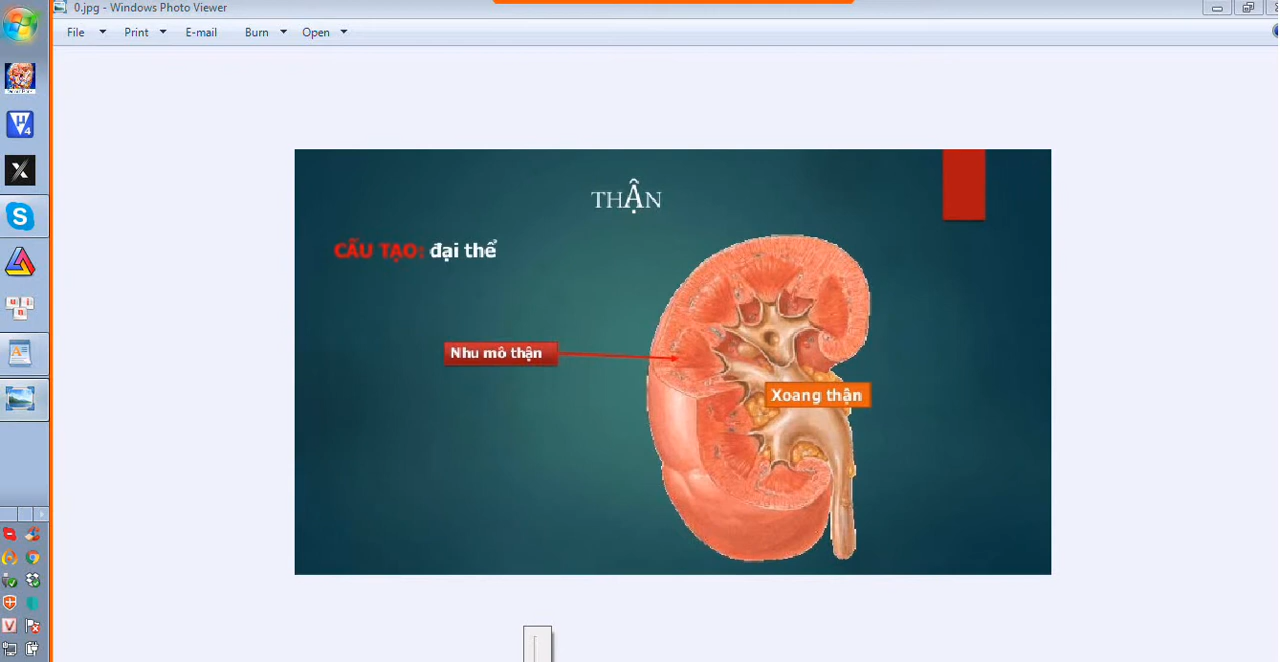 0.jpg - Windows Photo Viewer
File Print E-mail Burn Open
THẬN
CẤU TẠO: đại thể
Nhu mô thận
Xoang thận